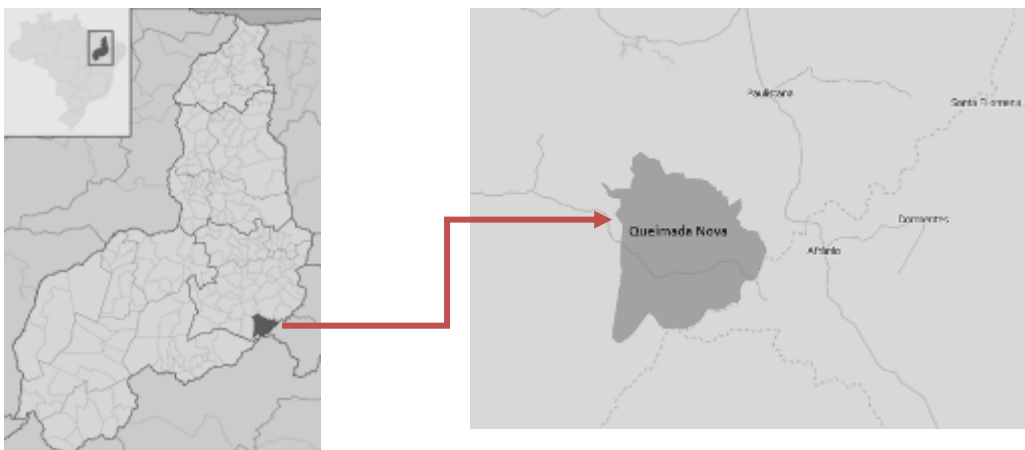 Paulistana
Santa Filomena
Dormentes
Queimada Nova
Afrânio